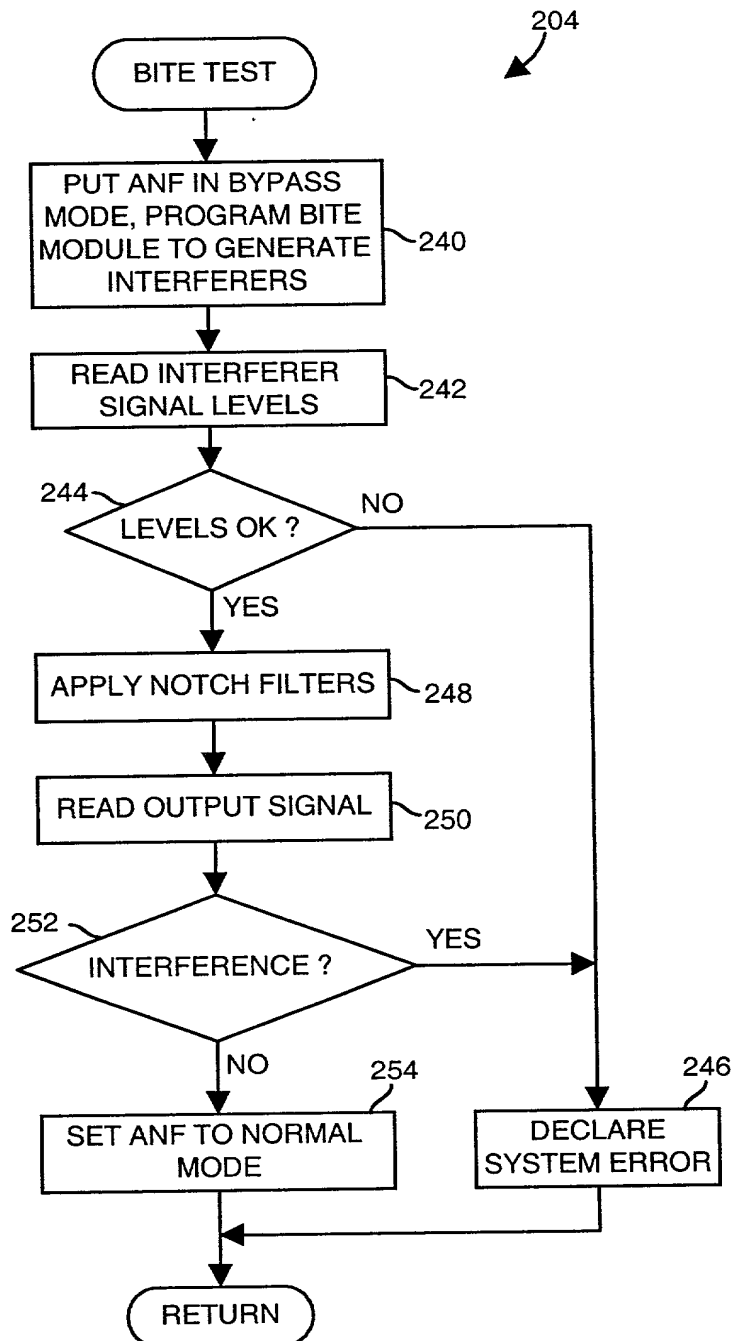 204
BITE TEST
PUT ANF IN BYPASS
MODE, PROGRAM BITE
MODULE TO GENERATE
INTERFERERS
240
READ INTERFERER
SIGNAL LEVELS
242
244
LEVELS OK ?
NO
YES
APPLY NOTCH FILTERS
248
READ OUTPUT SIGNAL
250
252
INTERFERENCE ?
YES
NO
254
SET ANF TO NORMAL
MODE
246
DECLARE
SYSTEM ERROR
RETURN